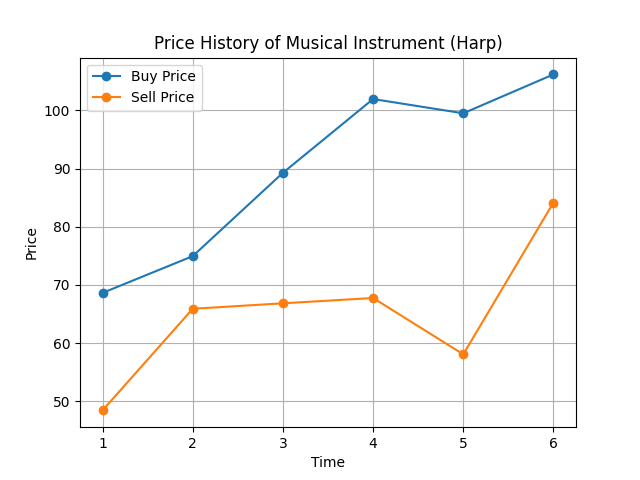 Price History of Musical Instrument (Harp)
Buy Price
Sell Price
100
90
80
70
60
50
Price
1 2 3 4 5 6
Time